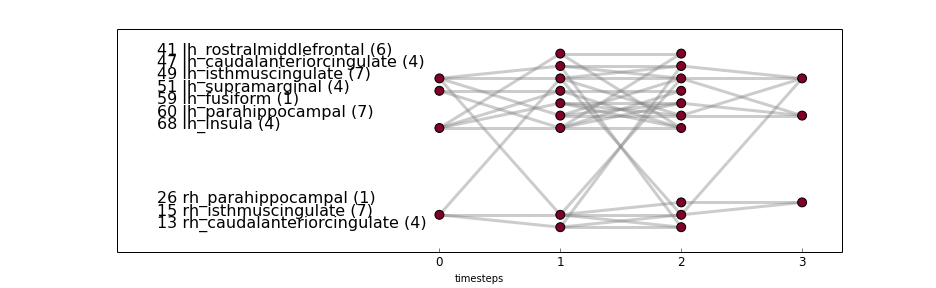 41 lh_rostralmiddlefrontal (6)
47 lh_caudalanteriorcingulate (4)
49 lh_isthmuscingulate (7)
51 lh_supramarginal (4)
59 lh_fusiform (1)
60 lh_parahippocampal (7)
68 lh_insula (4)
26 rh_parahippocampal (1)
15 rh_isthmuscingulate (7)
13 rh_caudalanteriorcingulate (4)
0 1 2 3
timesteps